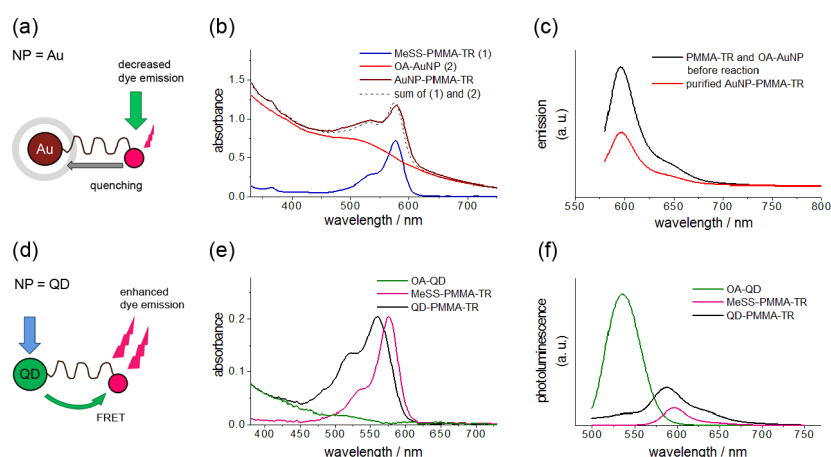 (a)
NP = Au
decreased
dye emission
Au
quenching
(b)
MeSS-PMMA-TR (1)
OA-AuNP (2)
AuNP-PMMA-TR
sum of (1) and (2)
absorbance
1.5
1.0
0.5
0.0
400
500
600
700
wavelength / nm
(c)
PMMA-TR and OA-AuNP
before reaction
purified AuNP-PMMA-TR
emission
(a. u.)
550
600
650
700
750
800
wavelength / nm
(d)
NP = QD
enhanced
dye emission
QD
FRET
(e)
OA-QD
MeSS-PMMA-TR
QD-PMMA-TR
absorbance
0.2
0.1
0.0
400
450
500
550
600
650
700
wavelength / nm
(f)
OA-QD
MeSS-PMMA-TR
QD-PMMA-TR
photoluminescence
(a. u.)
500
550
600
650
700
750
wavelength / nm